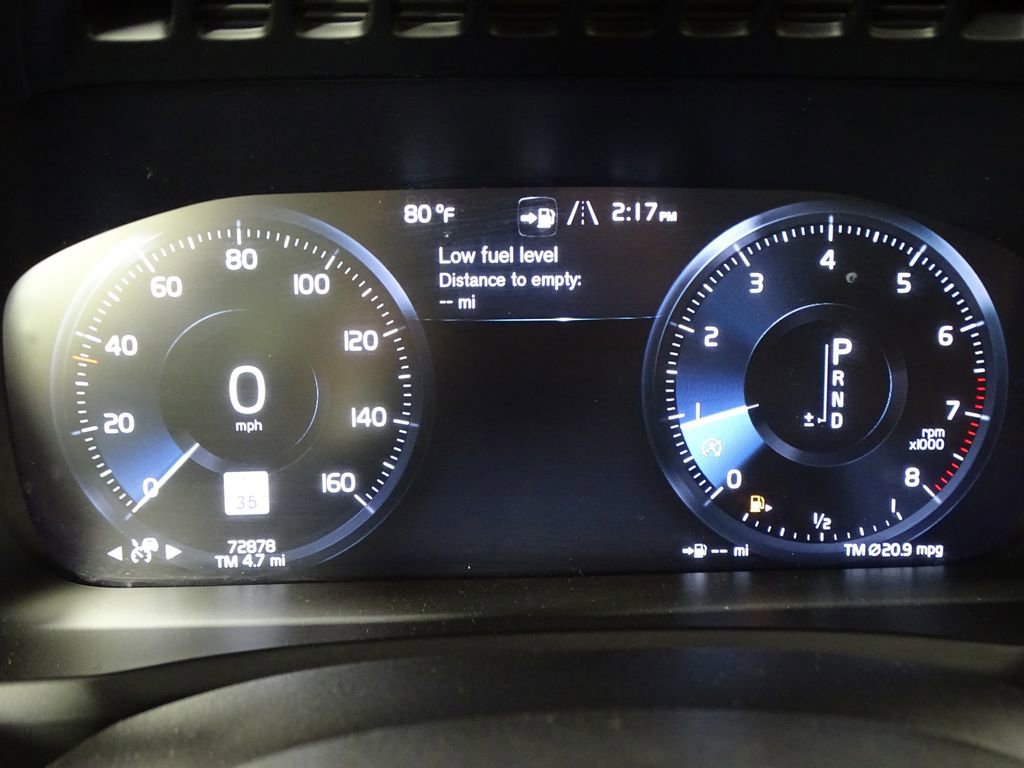 80 °F
2:17 PM
Low fuel level
Distance to empty:
-- mi
0
20
40
60
80
100
120
140
160
0
mph
35
72878
TM 4.7 mi
0
1
2
3
4
5
6
7
8
rpm
x1000
P
R
N
D
±
1/2
1
-- mi
TM Ø20.9 mpg